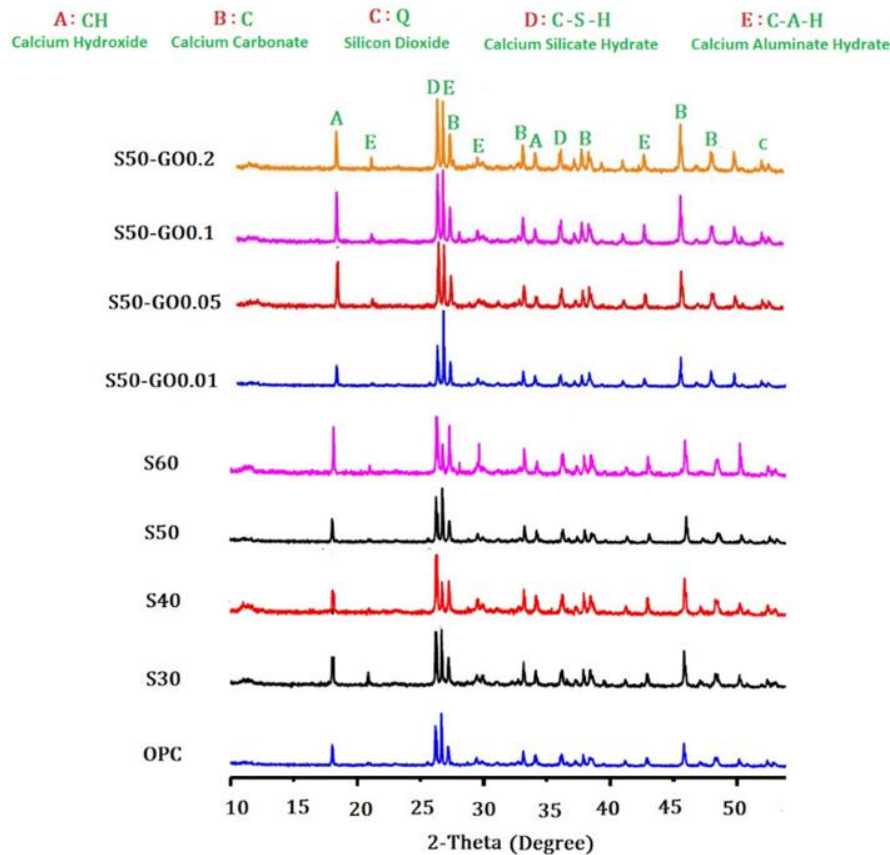 A: CH B: C C: Q D: C-S-H E: C-A-H
Calcium Hydroxide Calcium Carbonate Silicon Dioxide Calcium Silicate Hydrate Calcium Aluminate Hydrate
D E
A B B
E E B A D B E B C
S50-GO0.2
S50-GO0.1
S50-GO0.05
S50-GO0.01
S60
S50
S40
S30
OPC
10 15 20 25 30 35 40 45 50
2-Theta (Degree)